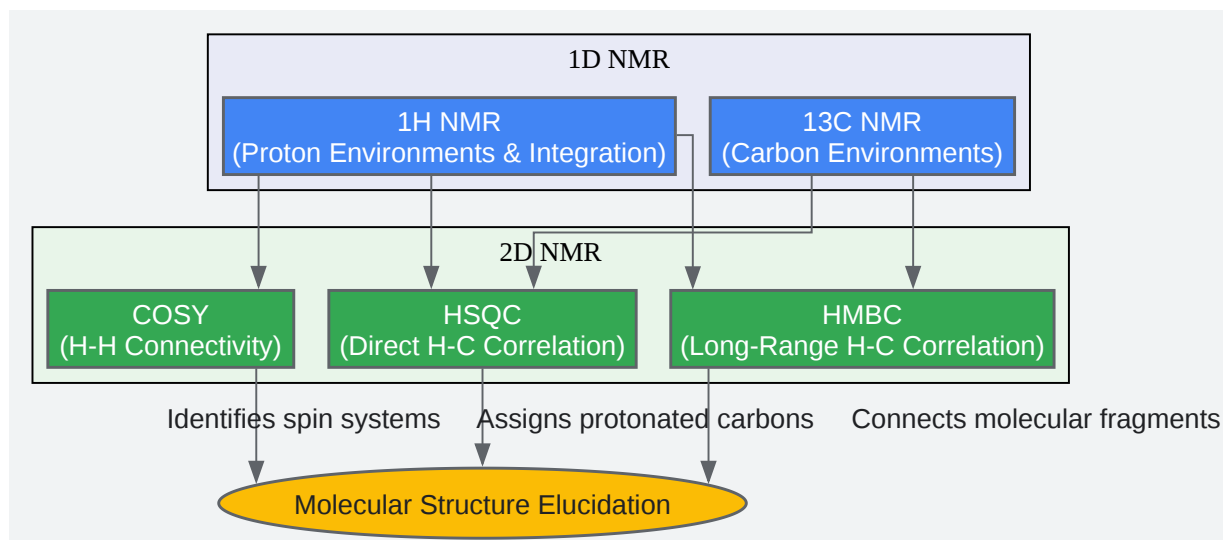 1D NMR
1H NMR
(Proton Environments & Integration)
13C NMR
(Carbon Environments)
2D NMR
COSY
(H-H Connectivity)
HSQC
(Direct H-C Correlation)
HMBC
(Long-Range H-C Correlation)
Identifies spin systems
Assigns protonated carbons
Connects molecular fragments
Molecular Structure Elucidation